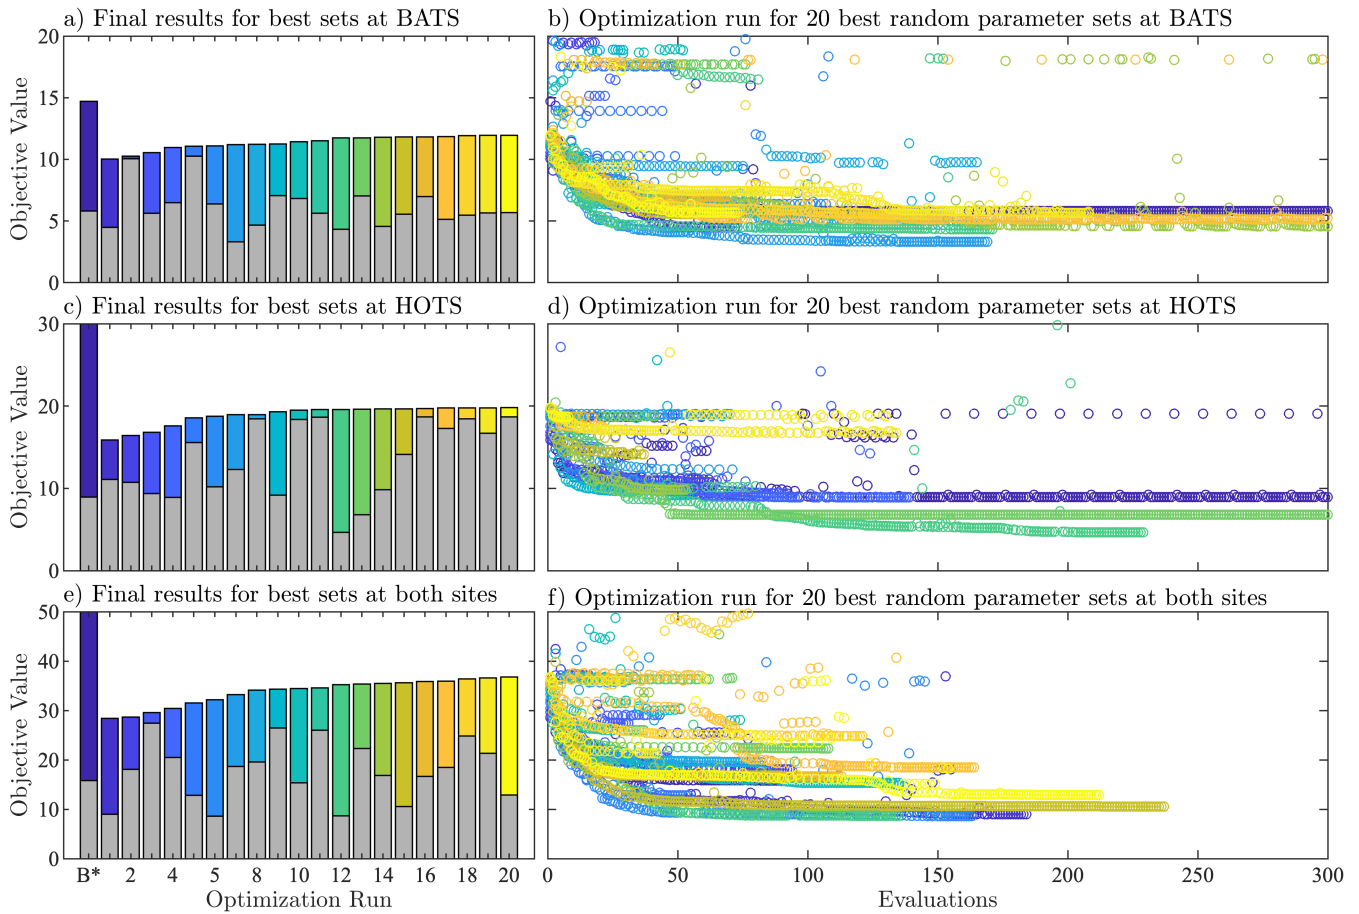 a) Final results for best sets at BATS
20
15
10
5
0
Objective Value
b) Optimization run for 20 best random parameter sets at BATS
c) Final results for best sets at HOTS
30
20
10
0
Objective Value
d) Optimization run for 20 best random parameter sets at HOTS
e) Final results for best sets at both sites
50
40
30
20
10
0
Objective Value
B* 2 4 5 8 10 12 14 16 18 20
Optimization Run
f) Optimization run for 20 best random parameter sets at both sites
0 50 100 150 200 250 300
Evaluations